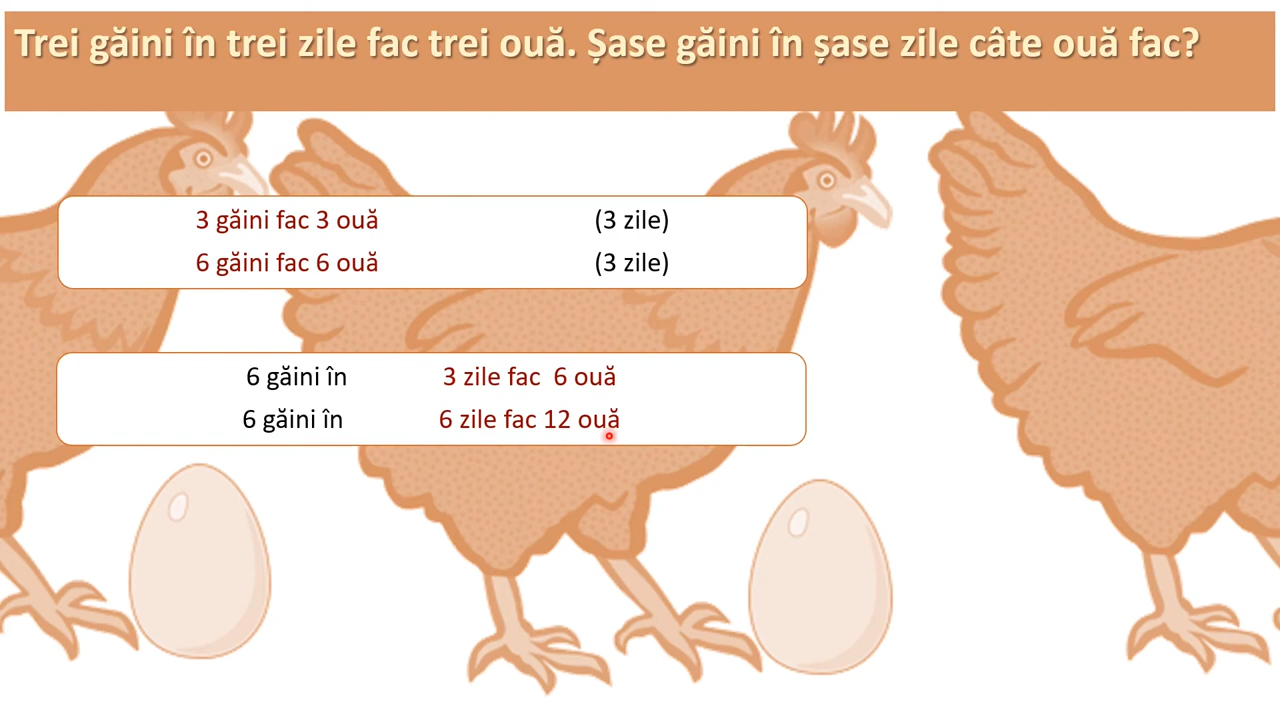 Trei găini în trei zile fac trei ouă. Șase găini în șase zile câte ouă fac?
3 găini fac 3 ouă (3 zile)
6 găini fac 6 ouă (3 zile)
6 găini în 3 zile fac  6 ouă
6 găini în 6 zile fac 12 ouă